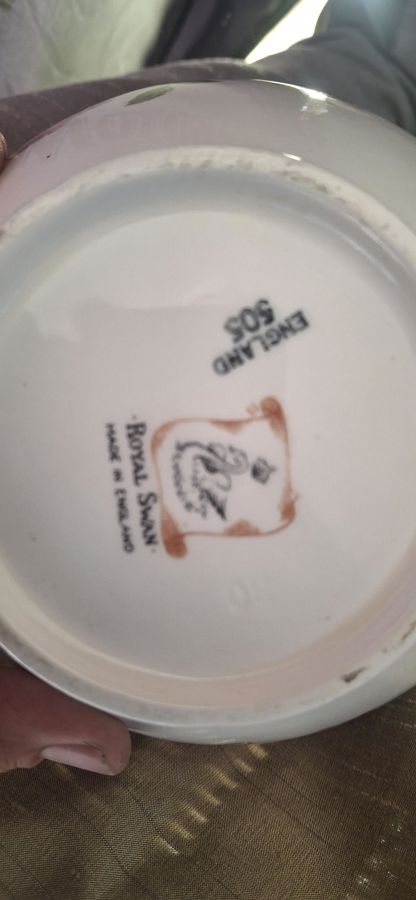 ENGLAND
505
·ROYAL SWAN·
MADE IN ENGLAND